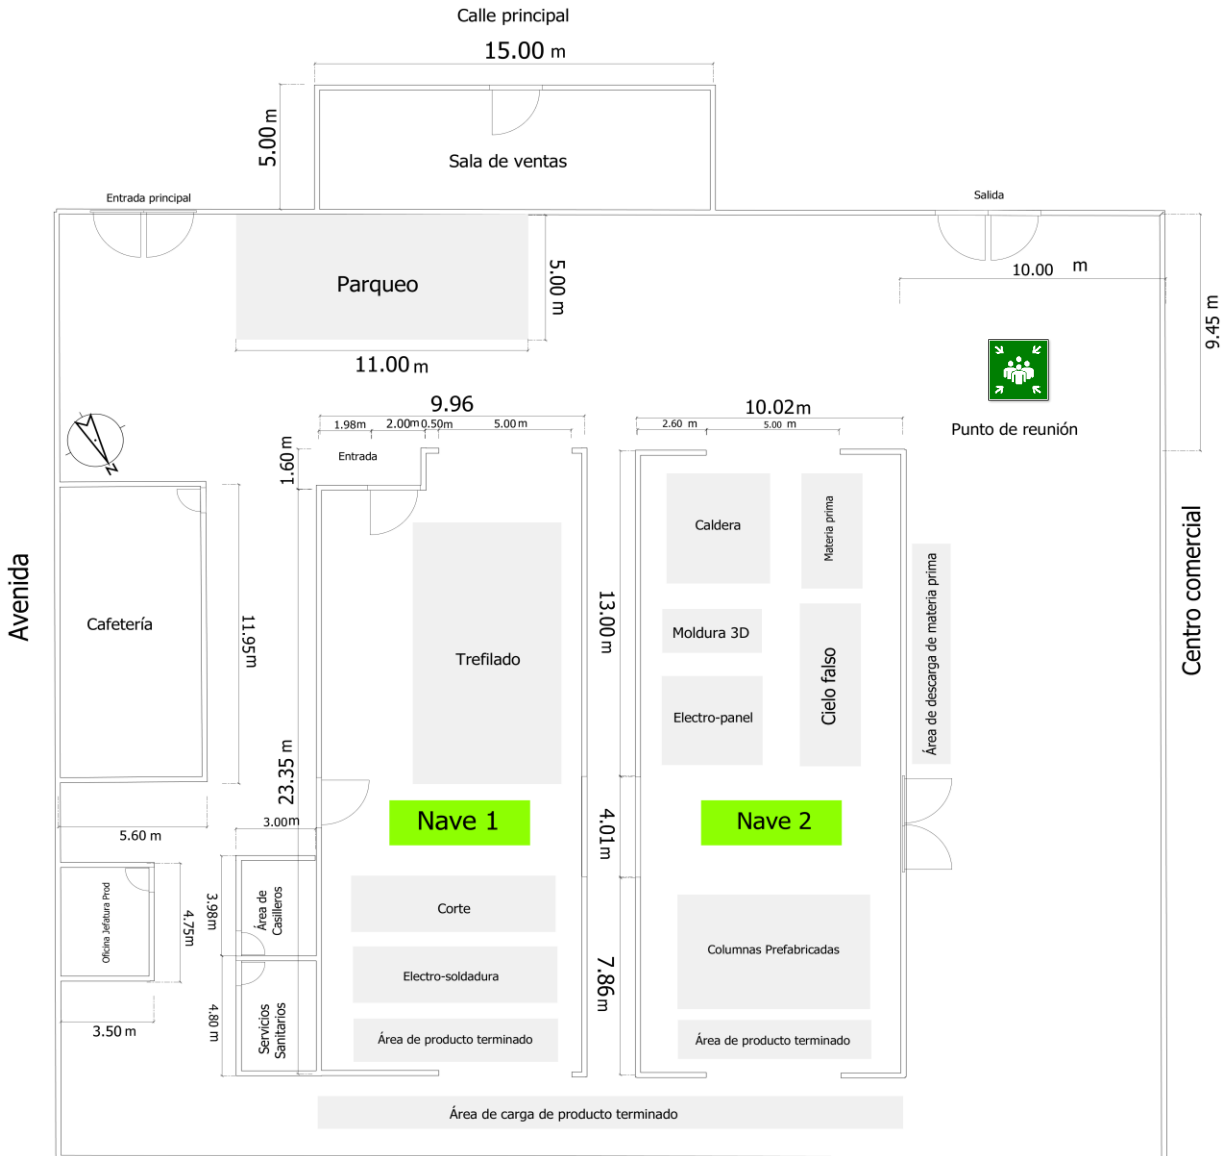 Calle principal
15.00 m
5.00 m
Sala de ventas
Entrada principal
Salida
Parqueo
5.00 m
10.00 m
9.45 m
11.00 m
9.96
10.02m
1.98m
2.00m
0.50m
5.00 m
2.60 m
5.00 m
Punto de reunión
N
1.60 m
Entrada
Caldera
Materia prima
Avenida
Cafetería
11.95m
Trefilado
13.00 m
Moldura 3D
Cielo falso
Electro-panel
Área de descarga de materia prima
Centro comercial
23.35 m
5.60 m
3.00m
Nave 1
4.01m
Nave 2
Oficina Jefatura Prod
4.75m
3.98m
Área de
Casilleros
Corte
Columnas Prefabricadas
Electro-soldadura
7.86m
3.50 m
4.80 m
Servicios
Sanitarios
Área de producto terminado
Área de producto terminado
Área de carga de producto terminado